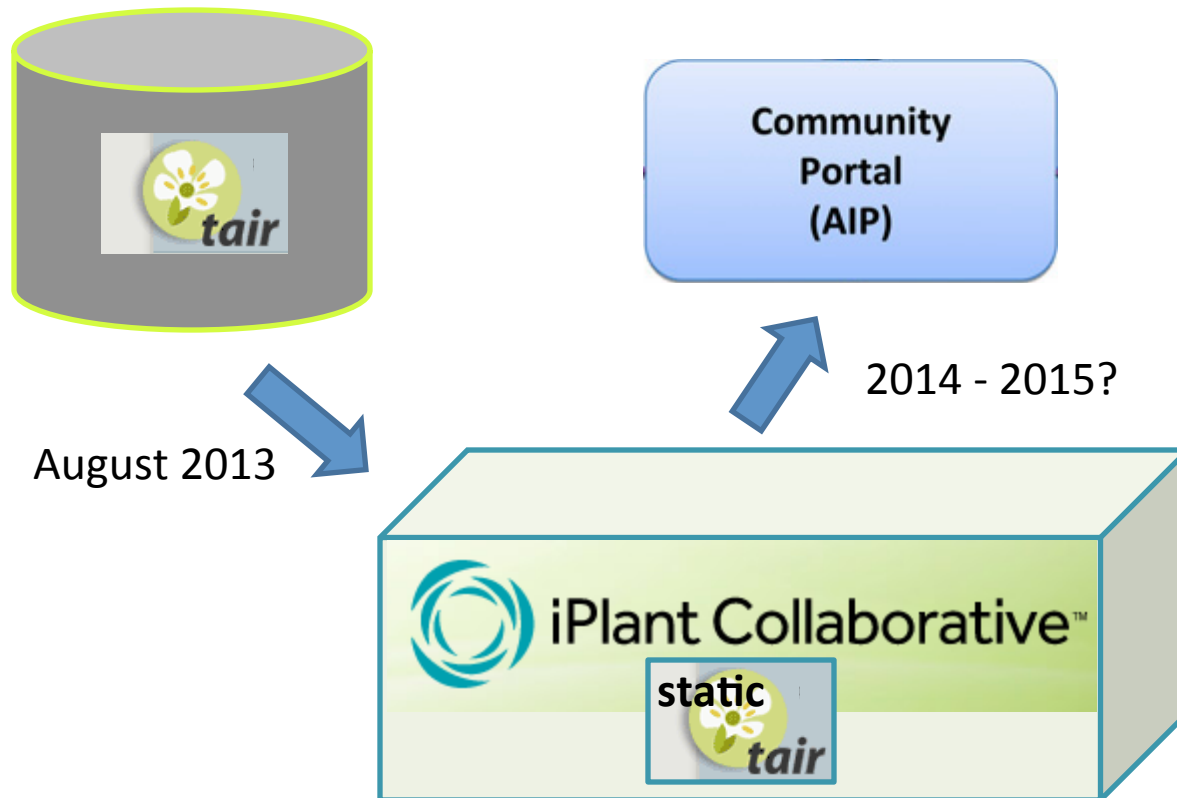 tair
Community
Portal
(AIP)
2014 - 2015?
August 2013
iPlant Collaborative™
static
tair